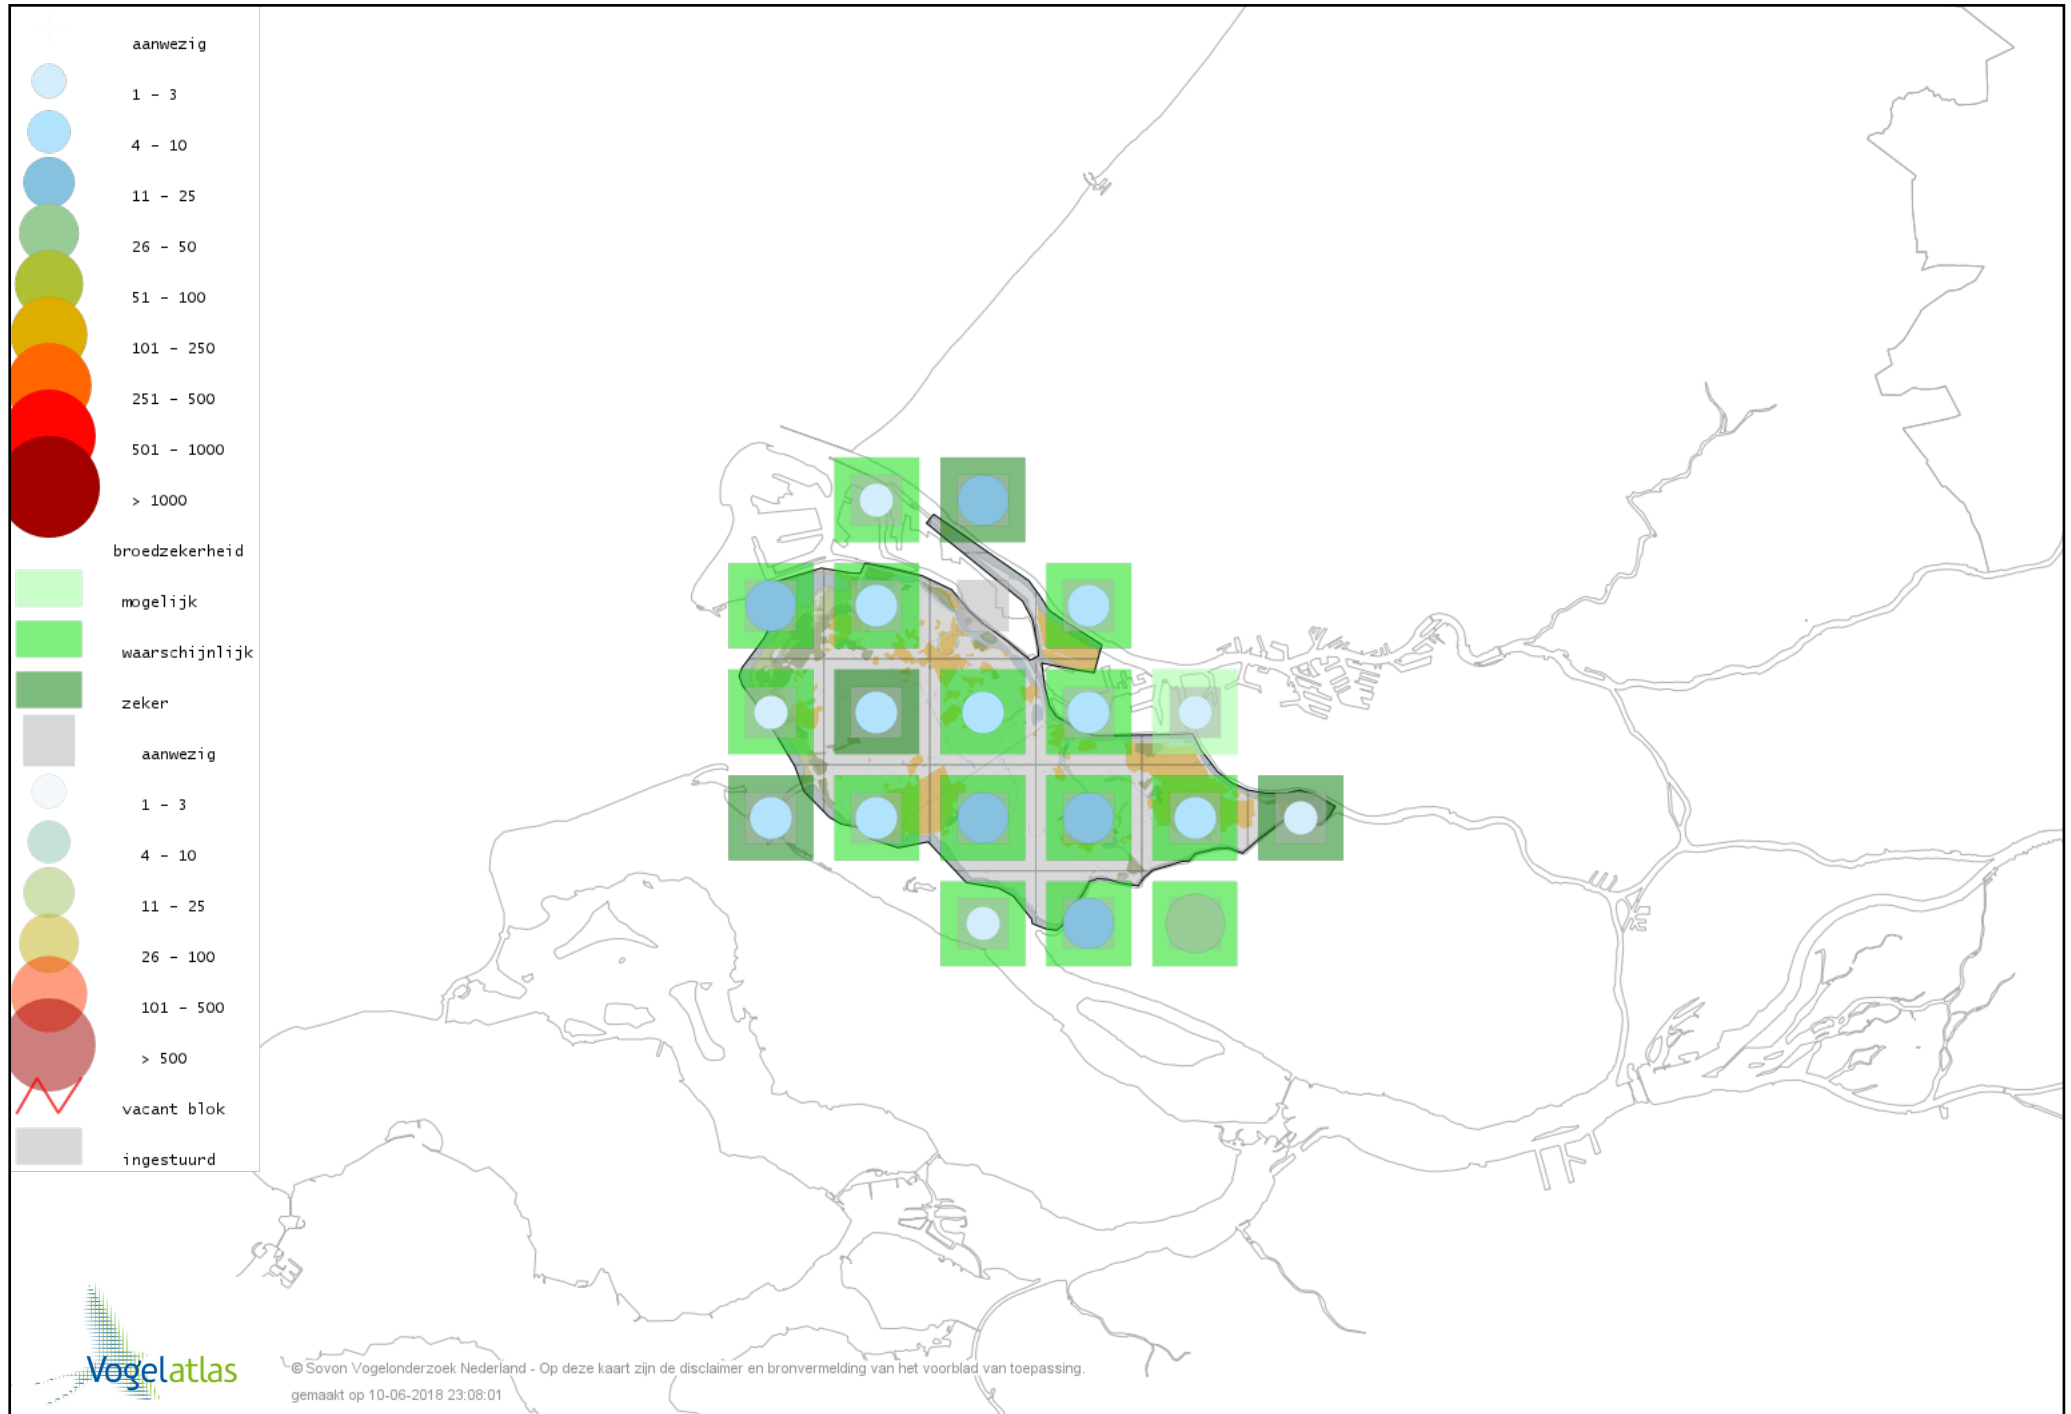 aanwezig
1 – 3
4 – 10
11 – 25
26 – 50
51 – 100
101 – 250
251 – 500
501 – 1000
> 1000
broedzekerheid
mogelijk
waarschijnlijk
zeker
aanwezig
1 – 3
4 – 10
11 – 25
26 – 100
101 – 500
> 500
vacant blok
ingestuurd
Vogelatlas
© Sovon Vogelonderzoek Nederland - Op deze kaart zijn de disclaimer en bronvermelding van het voorblad van toepassing.
gemaakt op 10-06-2018 23:08:01